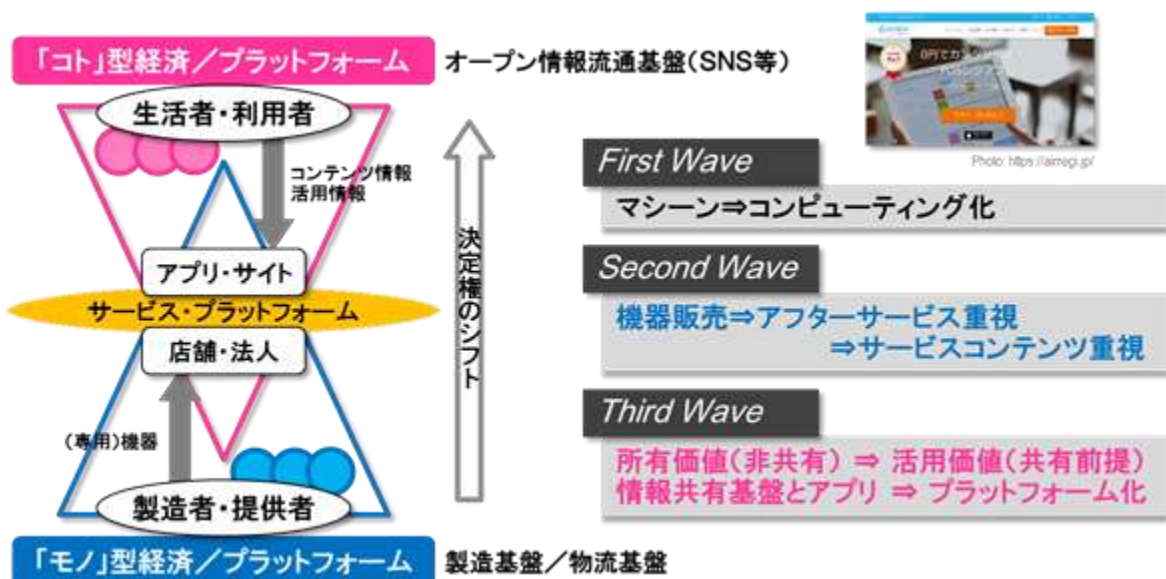 「コト」型経済／プラットフォーム
オープン情報流通基盤（SNS等）
生活者・利用者
コンテンツ情報
活用情報
アプリ・サイト
サービス・プラットフォーム
店舗・法人
（専用）機器
製造者・提供者
「モノ」型経済／プラットフォーム
製造基盤／物流基盤
決定権のシフト
Photo: https://airregi.jp/
First Wave
マシーン⇒コンピューティング化
Second Wave
機器販売⇒アフターサービス重視
⇒サービスコンテンツ重視
Third Wave
所有価値（非共有） ⇒ 活用価値（共有前提）
情報共有基盤とアプリ ⇒ プラットフォーム化